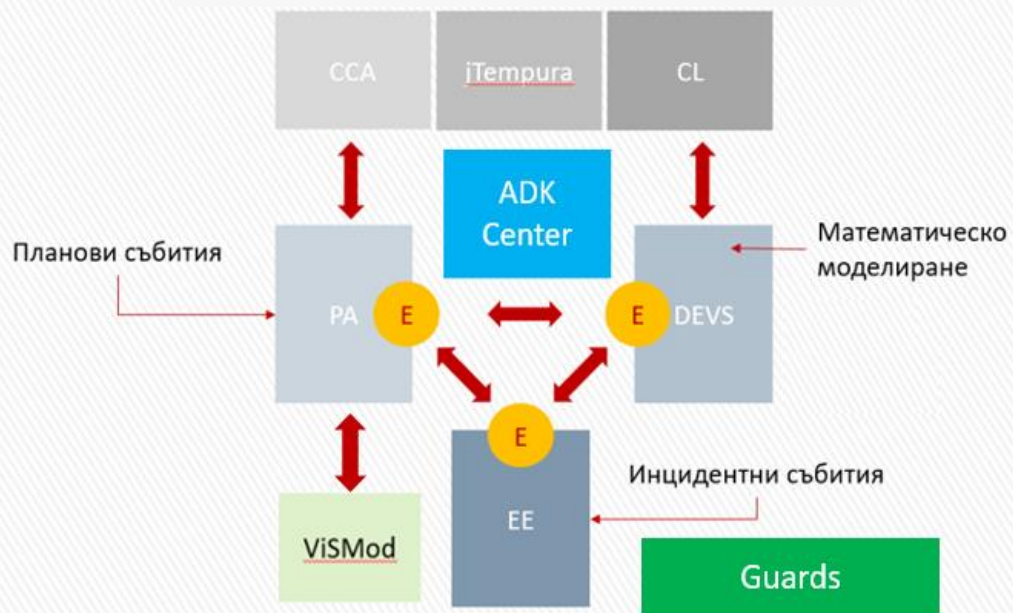 CCA
jTempura
CL
ADK
Center
Планови събития
Математическо
моделиране
PA
E
E
DEVS
E
Инцидентни събития
EE
ViSMod
Guards